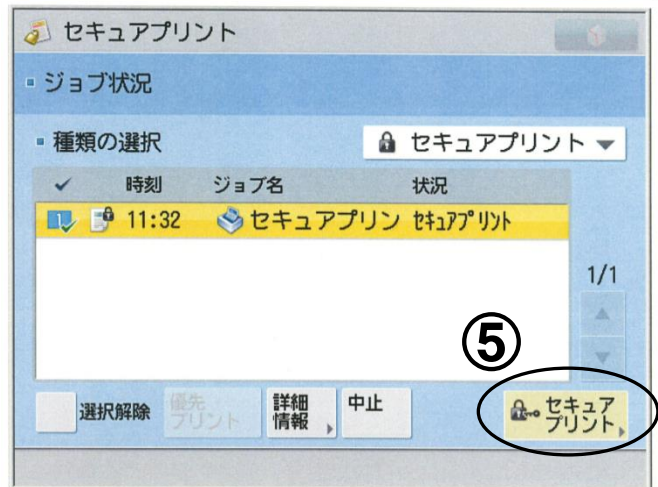 セキュアプリント
ジョブ状況
種類の選択
セキュアプリント
✓ 時刻 ジョブ名 状況
1 11:32 セキュアプリン セキュアプリント
1/1
⑤
選択解除
優先
プリント
詳細
情報
中止
セキュア
プリント